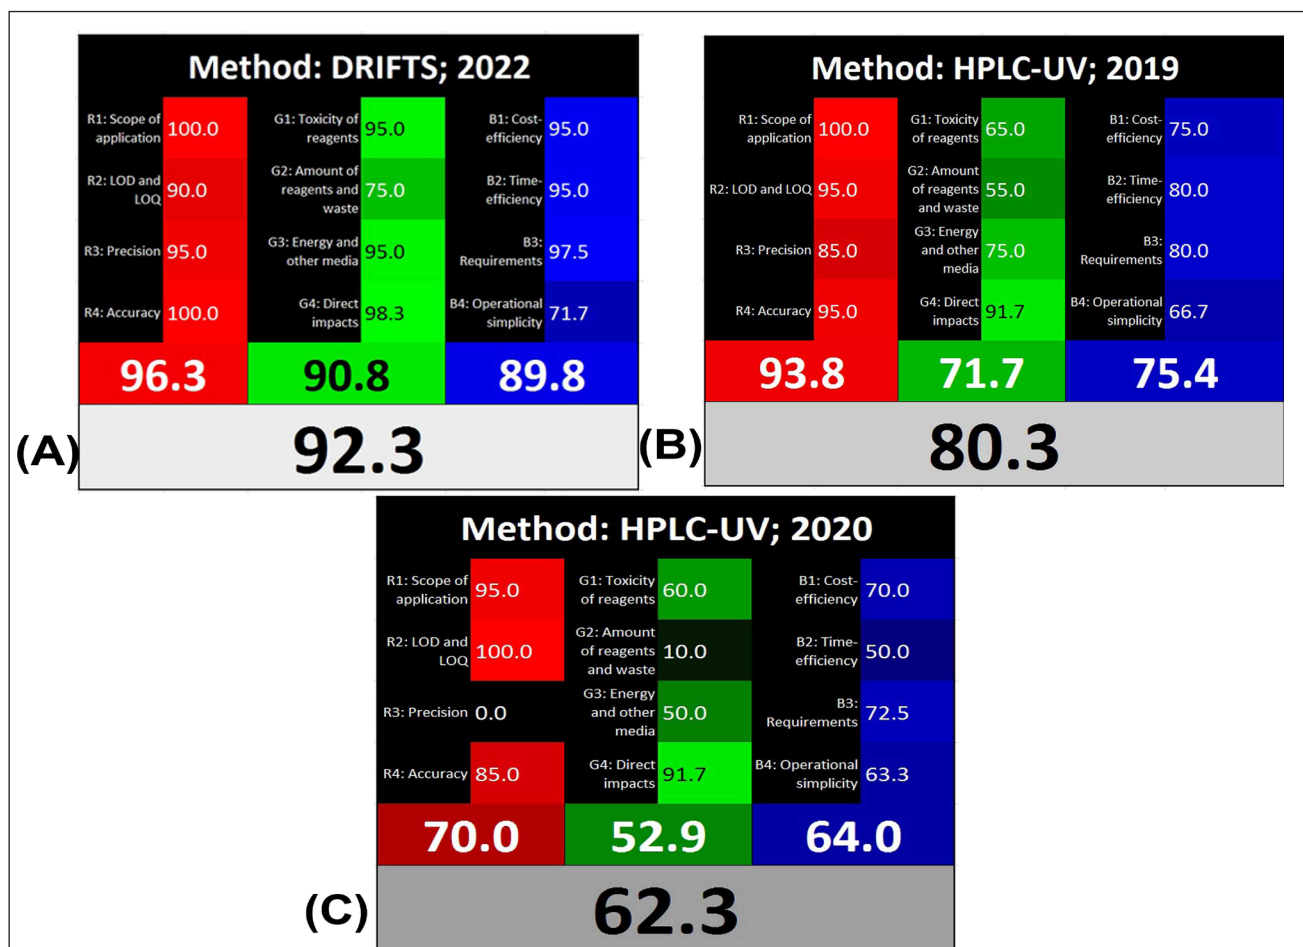 Method: DRIFTS; 2022
R1: Scope of
application
100.0
G1: Toxicity of
reagents
95.0
B1: Cost-
efficiency
95.0
R2: LOD and
LOQ
90.0
G2: Amount of
reagents and
waste
75.0
B2: Time-
efficiency
95.0
R3: Precision
95.0
G3: Energy and
other media
95.0
B3:
Requirements
97.5
R4: Accuracy
100.0
G4: Direct
impacts
98.3
B4: Operational
simplicity
71.7
96.3
90.8
89.8
(A)
92.3
Method: HPLC-UV; 2019
R1: Scope of
application
100.0
G1: Toxicity
of reagents
65.0
B1: Cost-
efficiency
75.0
R2: LOD and LOQ
95.0
G2: Amount
of reagents
and waste
55.0
B2: Time-
efficiency
80.0
R3: Precision
85.0
G3: Energy
and other
media
75.0
B3:
Requirements
80.0
R4: Accuracy
95.0
G4: Direct
impacts
91.7
B4: Operational
simplicity
66.7
93.8
71.7
75.4
(B)
80.3
Method: HPLC-UV; 2020
R1: Scope of
application
95.0
G1: Toxicity
of reagents
60.0
B1: Cost-
efficiency
70.0
R2: LOD and
LOQ
100.0
G2: Amount
of reagents
and waste
10.0
B2: Time-
efficiency
50.0
R3: Precision
0.0
G3: Energy
and other
media
50.0
B3:
Requirements
72.5
R4: Accuracy
85.0
G4: Direct
impacts
91.7
B4: Operational
simplicity
63.3
70.0
52.9
64.0
(C)
62.3